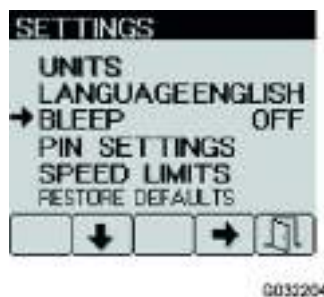 SETTINGS
UNITS
LANGUAGE ENGLISH
BLEEP OFF
PIN SETTINGS
SPEED LIMITS
RESTORE DEFAULTS
G032204